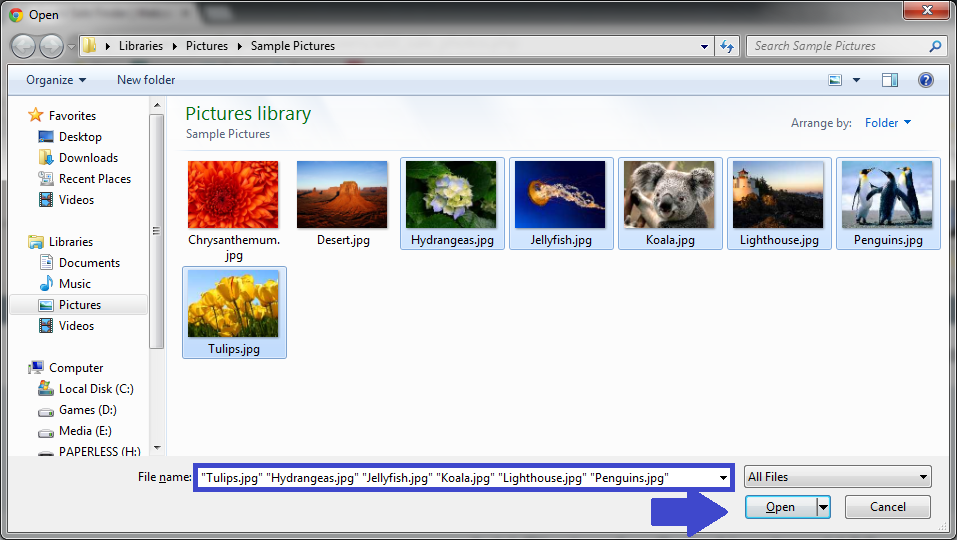 Open
Libraries Pictures Sample Pictures
Search Sample Pictures
Organize New folder
Favorites
Desktop
Downloads
Recent Places
Videos
Libraries
Documents
Music
Pictures
Videos
Computer
Local Disk (C:)
Games (D:)
Media (E:)
PAPERLESS (H:)
Pictures library
Sample Pictures
Arrange by: Folder
Chrysanthemum.
jpg
Desert.jpg
Hydrangeas.jpg
Jellyfish.jpg
Koala.jpg
Lighthouse.jpg
Penguins.jpg
Tulips.jpg
File name: "Tulips.jpg" "Hydrangeas.jpg" "Jellyfish.jpg" "Koala.jpg" "Lighthouse.jpg" "Penguins.jpg"
All Files
Open Cancel